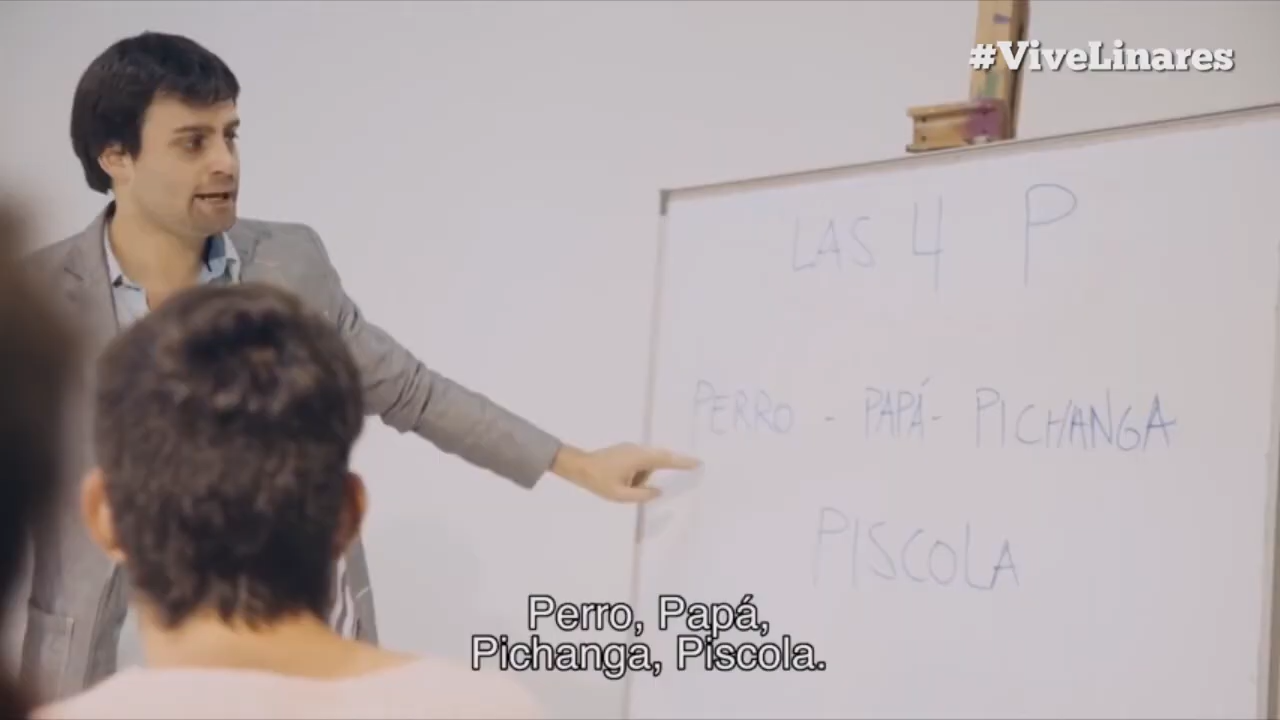 #ViveLinares
LAS 4 P
PERRO - PAPÁ - PICHANGA
PISCOLA
Perro, Papá,
Pichanga, Piscola.